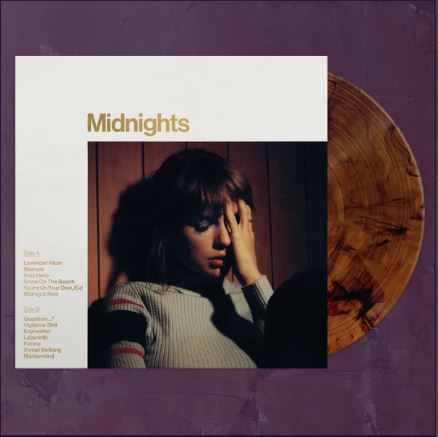 Midnights
Side A
Lavender Haze
Maroon
Anti-Hero
Snow On The Beach
You're On Your Own, Kid
Midnight Rain
Side B
Question...?
Vigilante Shit
Bejeweled
Labyrinth
Karma
Sweet Nothing
Mastermind